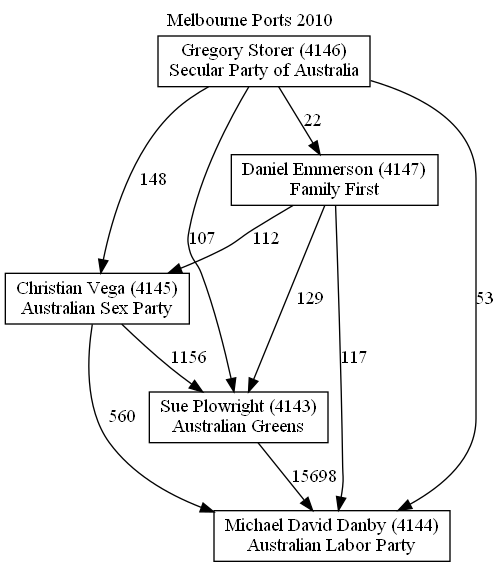 Melbourne Ports 2010
Gregory Storer (4146)
Secular Party of Australia
22
Daniel Emmerson (4147)
Family First
148
107
112
Christian Vega (4145)
Australian Sex Party
129
53
1156
117
Sue Plowright (4143)
Australian Greens
560
15698
Michael David Danby (4144)
Australian Labor Party